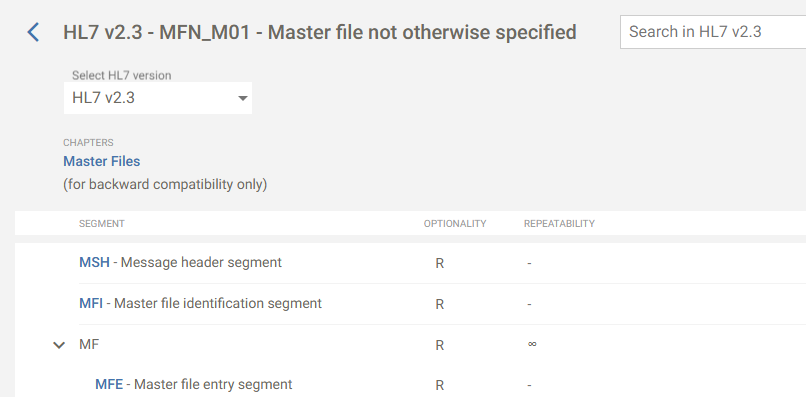 HL7 v2.3 - MFN_M01 - Master file not otherwise specified
Search in HL7 v2.3
Select HL7 version
HL7 v2.3
CHAPTERS
Master Files
(for backward compatibility only)
SEGMENT OPTIONALITY REPEATABILITY
MSH - Message header segment R -
MFI - Master file identification segment R -
MF R ∞
MFE - Master file entry segment R -